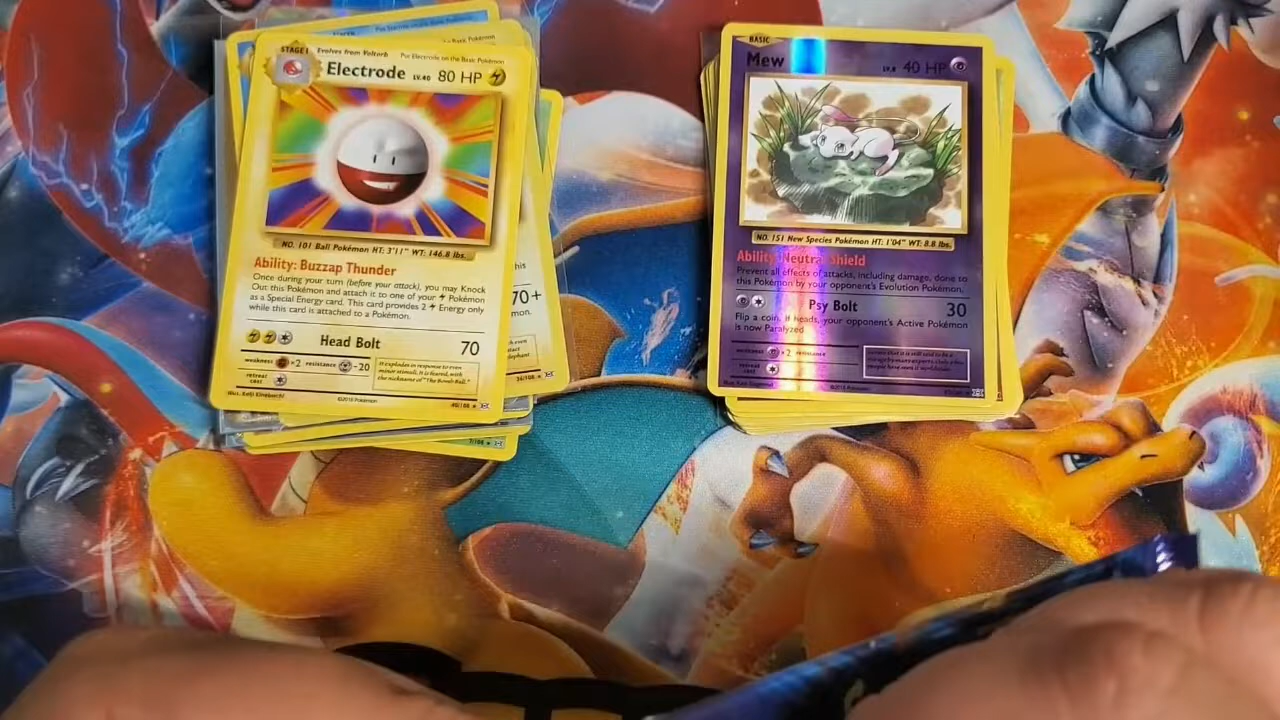 Put Electrode on the Basic Pokémon
STAGE 1 Evolves from Voltorb
Electrode LV.40 80 HP
NO. 101 Ball Pokémon HT: 3'11" WT: 146.8 lbs.
Ability: Buzzap Thunder
Once during your turn (before your attack), you may Knock
Out this Pokémon and attach it to one of your Pokémon
as a Special Energy card. This card provides 2 Energy only
while this card is attached to a Pokémon.
Head Bolt 70
weakness ×2 resistance -20
retreat cost
It explodes in response to even
minor stimuli. It is feared, with
the nickname of "The Bomb Ball."
©2016 Pokémon
40/108
this
70+
mon.
24/108
7/108
BASIC
Mew LV.8 40 HP
NO. 151 New Species Pokémon HT: 1'04" WT: 8.8 lbs.
Ability: Neutral Shield
Prevent all effects of attacks, including damage, done to
this Pokémon by your opponent's Evolution Pokémon.
Psy Bolt 30
Flip a coin. If heads, your opponent's Active Pokémon
is now Paralyzed.
weakness ×2 resistance
retreat cost
©2016 Pokémon